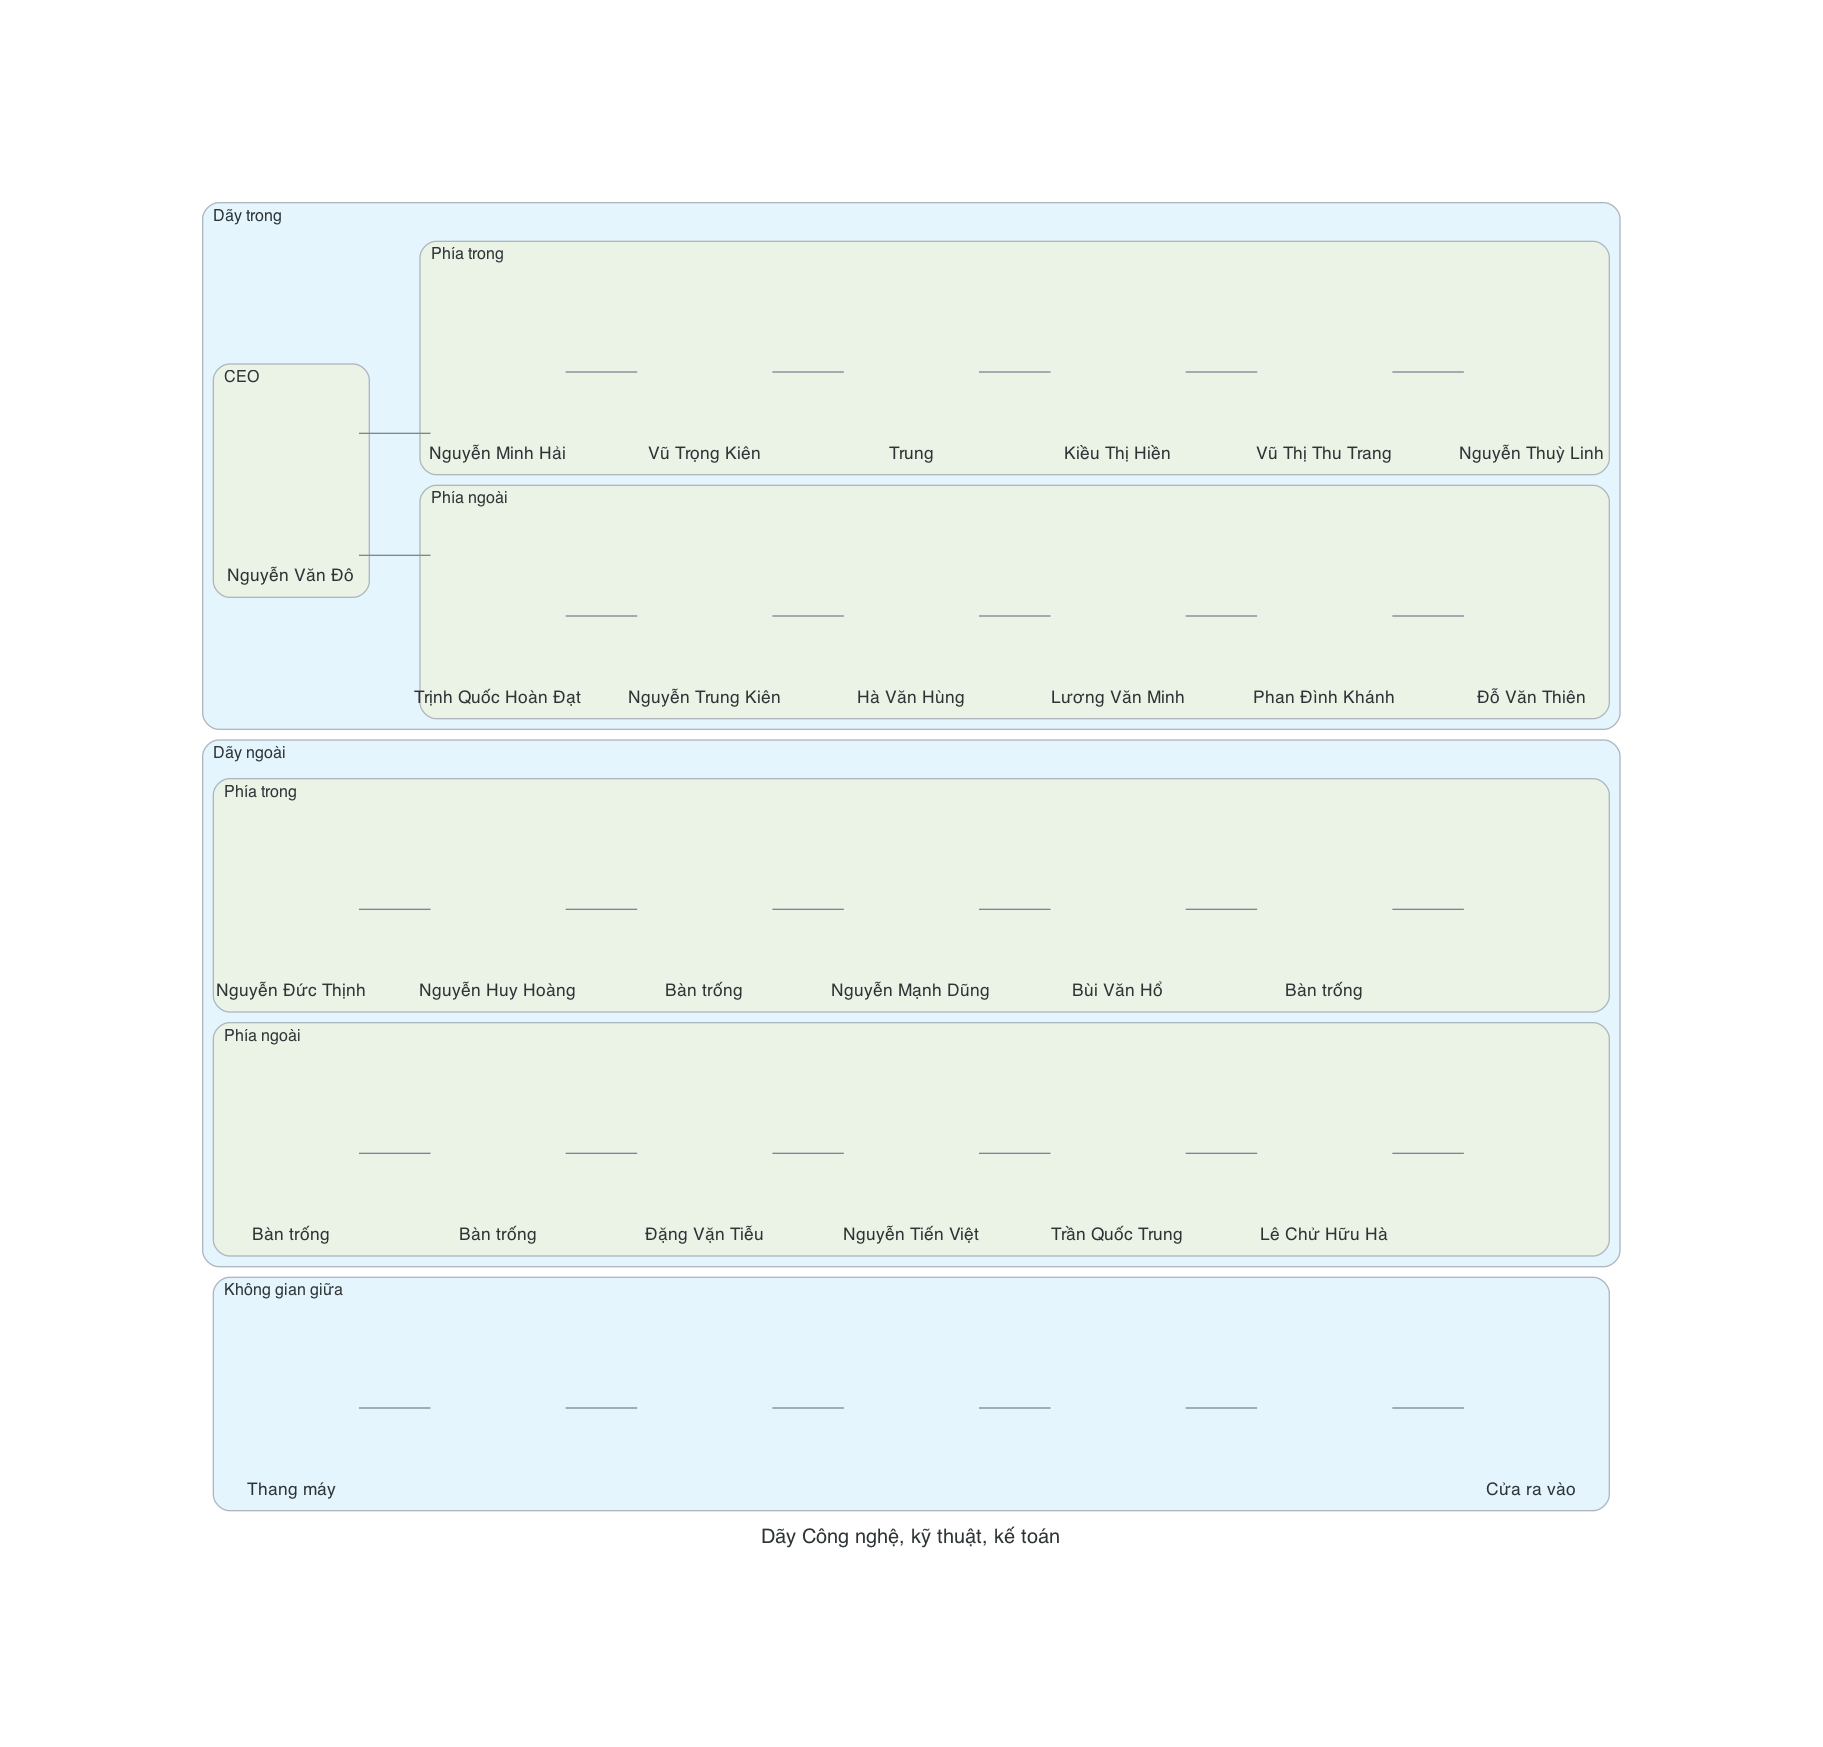 Dãy trong
Phía trong
CEO
Nguyễn Minh Hải Vũ Trọng Kiên Trung Kiều Thị Hiền Vũ Thị Thu Trang Nguyễn Thuỳ Linh
Phía ngoài
Nguyễn Văn Đô
Trịnh Quốc Hoàn Đạt Nguyễn Trung Kiên Hà Văn Hùng Lương Văn Minh Phan Đình Khánh Đỗ Văn Thiên
Dãy ngoài
Phía trong
Nguyễn Đức Thịnh Nguyễn Huy Hoàng Bàn trống Nguyễn Mạnh Dũng Bùi Văn Hổ Bàn trống
Phía ngoài
Bàn trống Bàn trống Đặng Vặn Tiễu Nguyễn Tiến Việt Trần Quốc Trung Lê Chử Hữu Hà
Không gian giữa
Thang máy Cửa ra vào
Dãy Công nghệ, kỹ thuật, kế toán